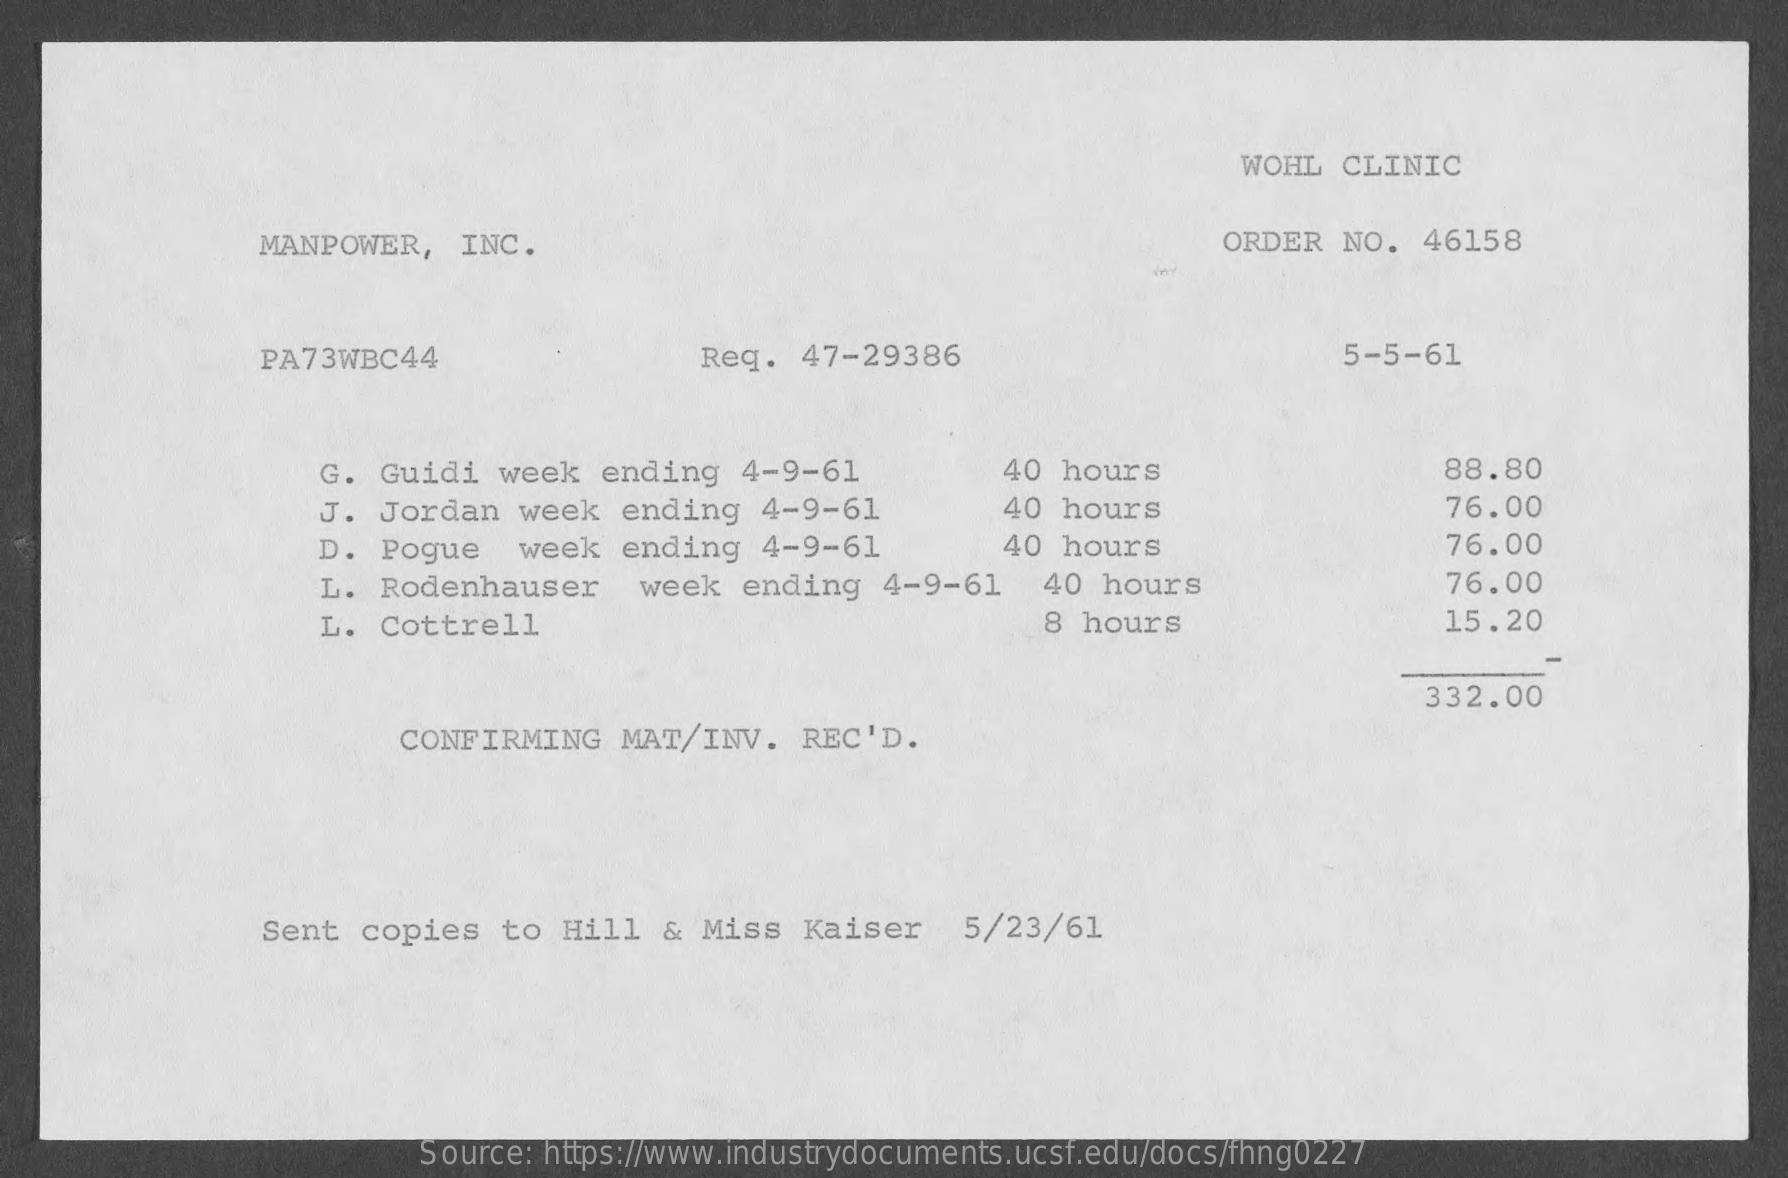 WOHL CLINIC
MANPOWER, INC. ORDER NO. 46158
PA73WBC44 Req. 47-29386 5-5-61
G. Guidi week ending 4-9-61 40 hours 88.80
J. Jordan week ending 4-9-61 40 hours 76.00
D. Pogue week ending 4-9-61 40 hours 76.00
L. Rodenhauser week ending 4-9-61 40 hours 76.00
L. Cottrell 8 hours 15.20
332.00
CONFIRMING MAT/INV. REC'D.
Sent copies to Hill & Miss Kaiser 5/23/61
Source: https://www.industrydocuments.ucsf.edu/docs/fhng0227